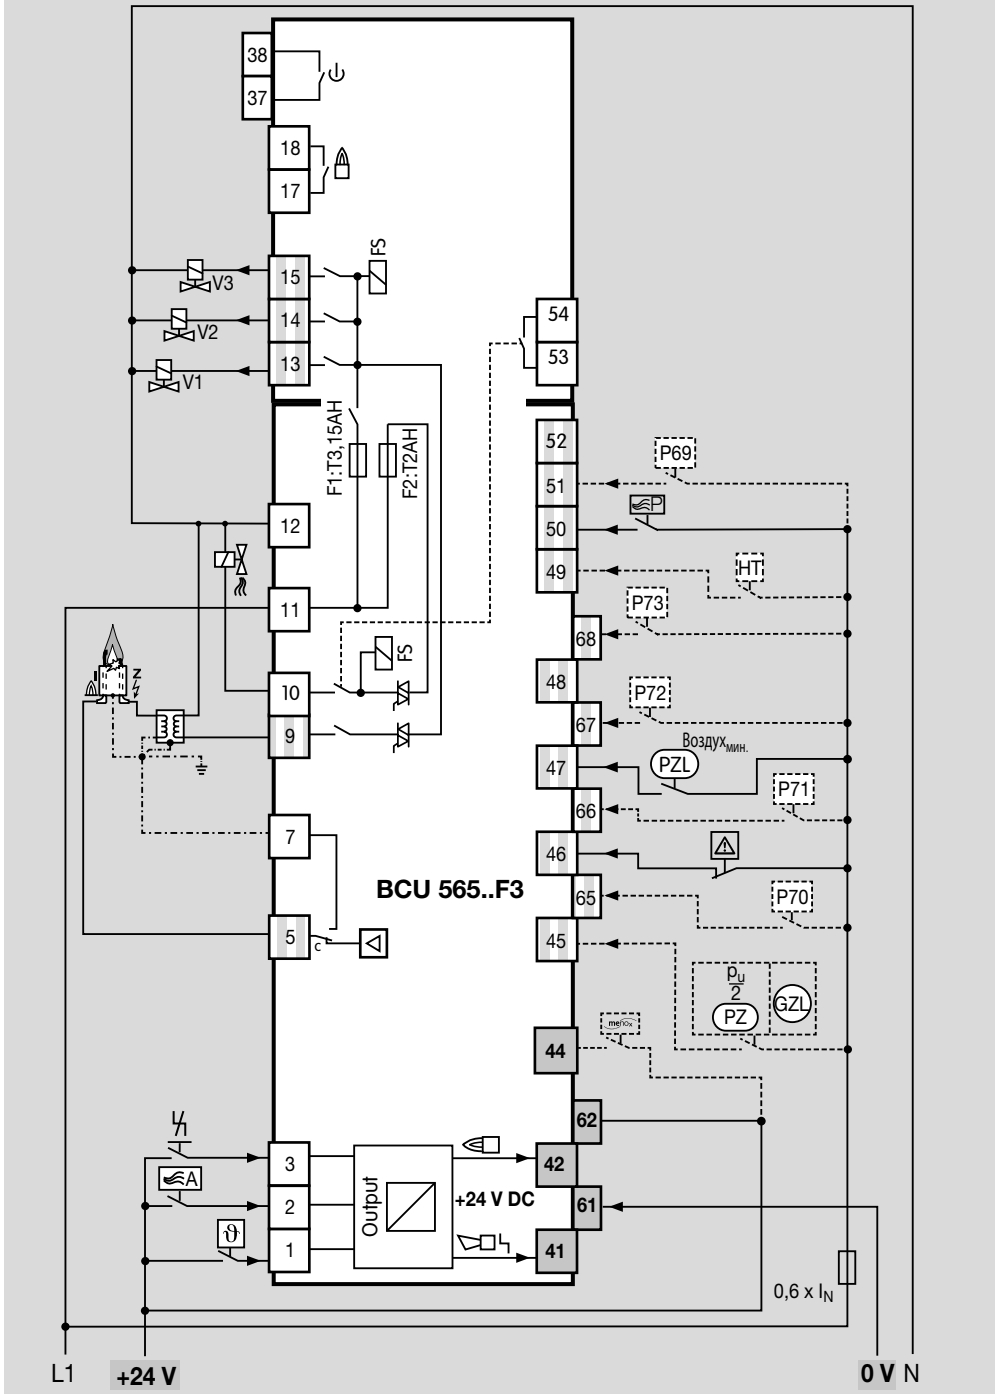 38
37
18
17
FS
15
V3
14
V2
13
V1
54
53
F1:T3,15AH
F2:T2AH
52
P69
51
P
50
12
49
HT
11
P73
68
FS
48
10
P72
67
Z
I
9
Воздух мин.
47
PZL
66
P71
7
46
BCU 565..F3
65
P70
5
c
45
pu
2
PZ
GZL
menox
44
62
3
42
A
2
Output
+24 V DC
61
ϑ
1
41
0,6 x IN
L1
+24 V
0 V
N